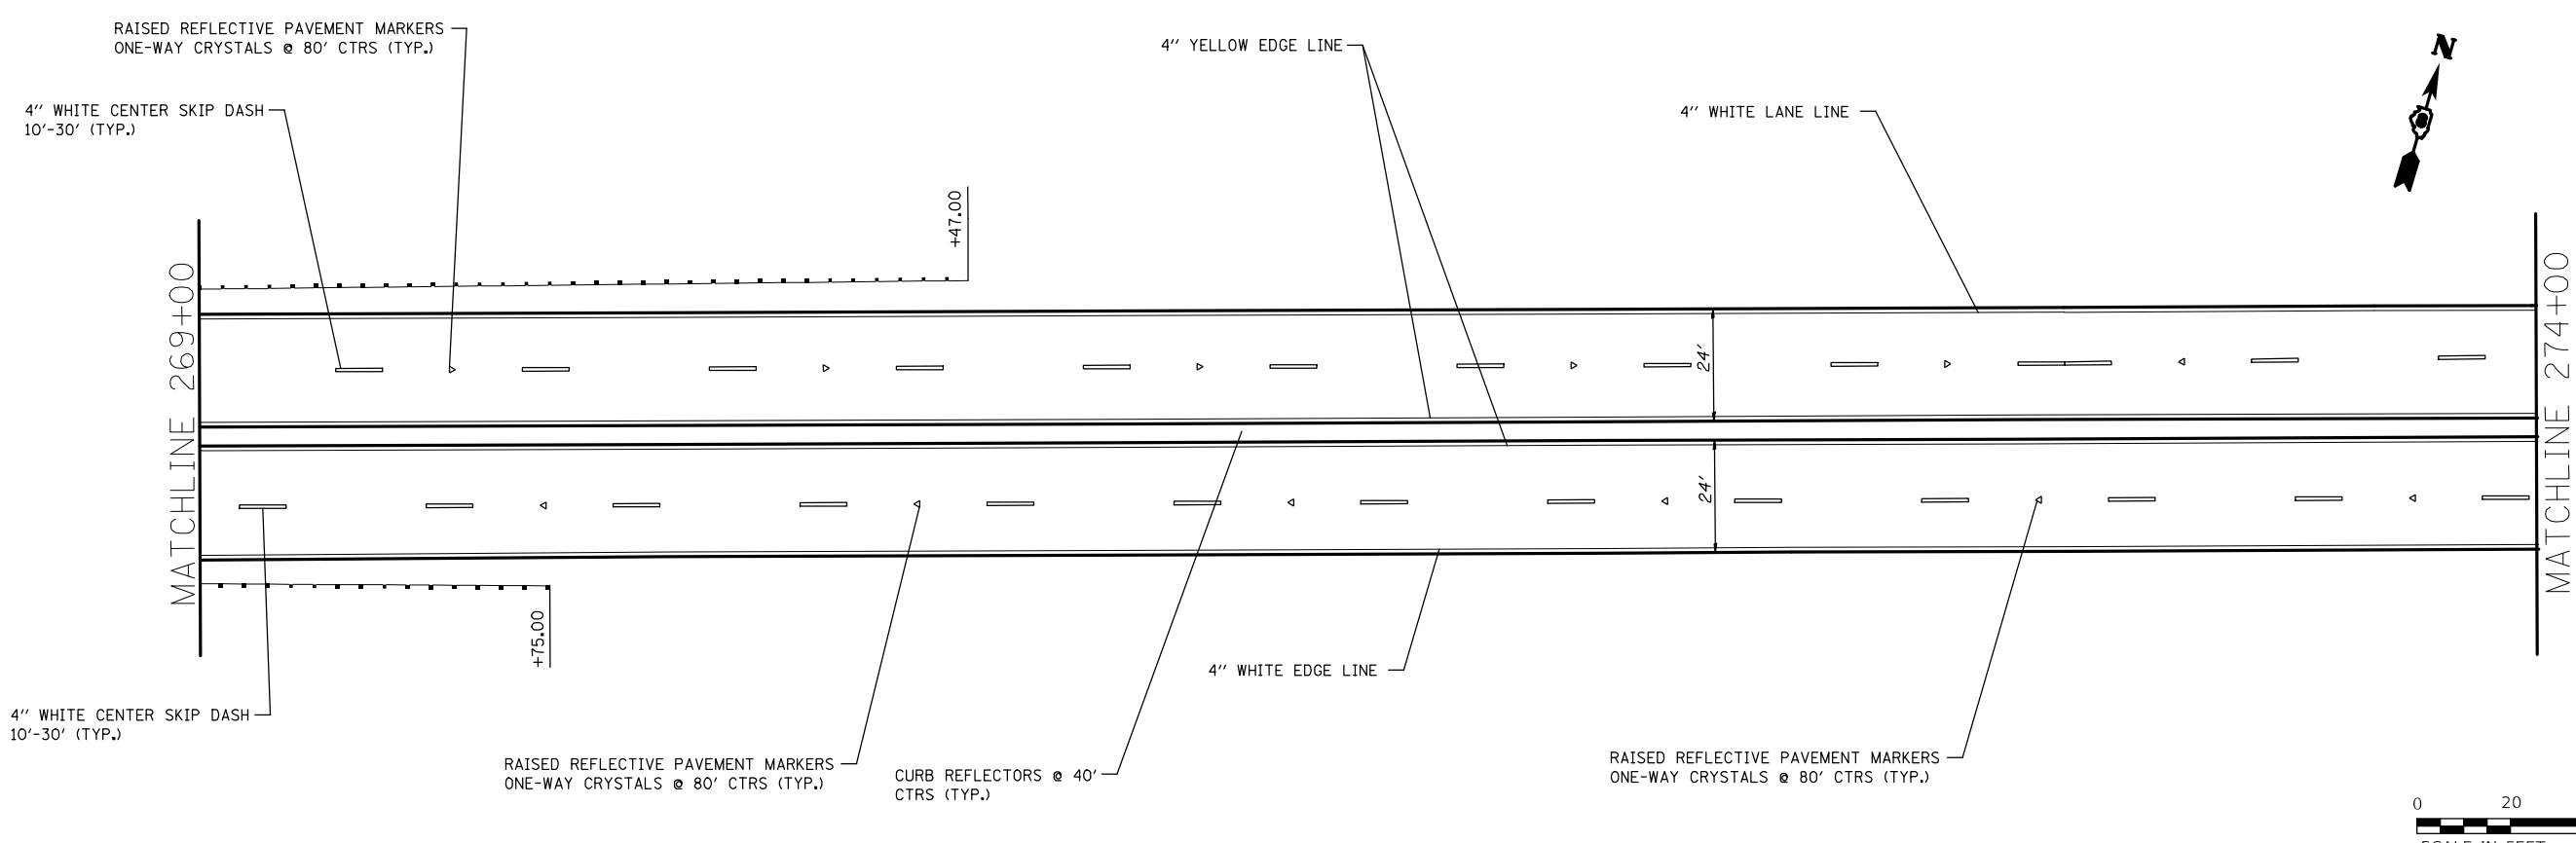 RAISED REFLECTIVE PAVEMENT MARKERS
ONE-WAY CRYSTALS @ 80' CTRS (TYP.)
4" YELLOW EDGE LINE
N
4" WHITE CENTER SKIP DASH
10'-30' (TYP.)
4" WHITE LANE LINE
+47.00
MATCHLINE 269+00
MATCHLINE 274+00
24'
24'
+75.00
4" WHITE EDGE LINE
4" WHITE CENTER SKIP DASH
10'-30' (TYP.)
RAISED REFLECTIVE PAVEMENT MARKERS
ONE-WAY CRYSTALS @ 80' CTRS (TYP.)
CURB REFLECTORS @ 40'
CTRS (TYP.)
RAISED REFLECTIVE PAVEMENT MARKERS
ONE-WAY CRYSTALS @ 80' CTRS (TYP.)
0 20
SCALE IN FEET